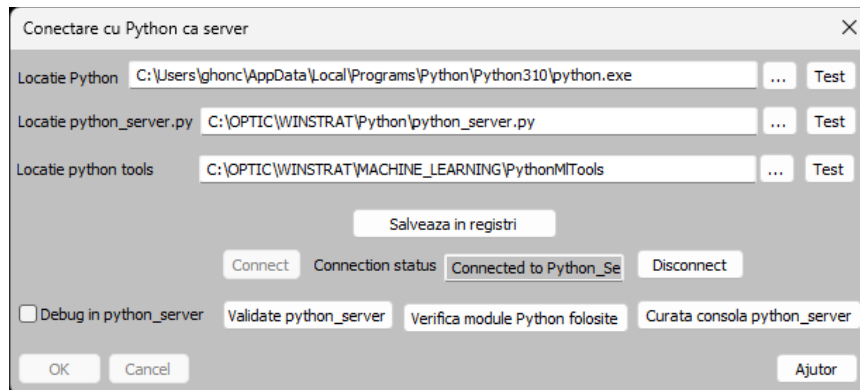 Conectare cu Python ca server
Locatie Python C:\Users\ghonc\AppData\Local\Programs\Python\Python310\python.exe ... Test
Locatie python_server.py C:\OPTIC\WINSTRAT\Python\python_server.py ... Test
Locatie python tools C:\OPTIC\WINSTRAT\MACHINE_LEARNING\PythonMlTools ... Test
Salveaza in registri
Connect Connection status Connected to Python_Se Disconnect
Debug in python_server Validate python_server Verifica module Python folosite Curata consola python_server
OK Cancel Ajutor